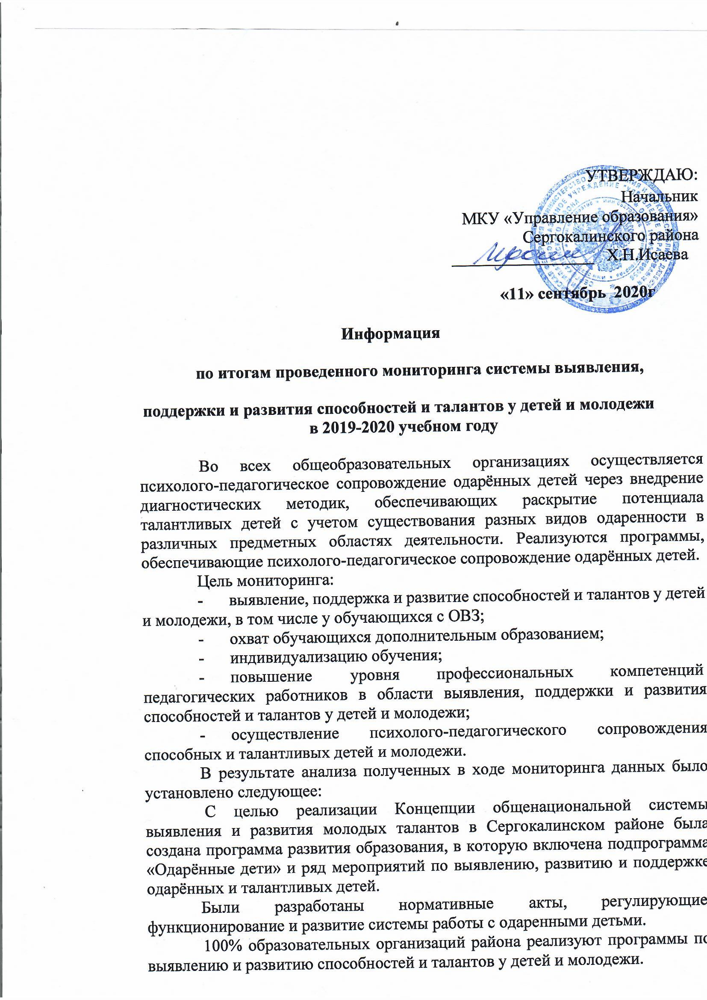 УТВЕРЖДАЮ:
Начальник
МКУ «Управление образования»
Сергокалинского района
Х.Н.Исаева
«11» сентябрь 2020г
Информация
по итогам проведенного мониторинга системы выявления,
поддержки и развития способностей и талантов у детей и молодежи
в 2019-2020 учебном году
Во всех общеобразовательных организациях осуществляется
психолого-педагогическое сопровождение одарённых детей через внедрение
диагностических методик, обеспечивающих раскрытие потенциала
талантливых детей с учетом существования разных видов одаренности в
различных предметных областях деятельности. Реализуются программы,
обеспечивающие психолого-педагогическое сопровождение одарённых детей.
Цель мониторинга:
- выявление, поддержка и развитие способностей и талантов у детей
и молодежи, в том числе у обучающихся с ОВЗ;
- охват обучающихся дополнительным образованием;
- индивидуализацию обучения;
- повышение уровня профессиональных компетенций
педагогических работников в области выявления, поддержки и развития
способностей и талантов у детей и молодежи;
- осуществление психолого-педагогического сопровождения
способных и талантливых детей и молодежи.
В результате анализа полученных в ходе мониторинга данных было
установлено следующее:
С целью реализации Концепции общенациональной системы
выявления и развития молодых талантов в Сергокалинском районе была
создана программа развития образования, в которую включена подпрограмма
«Одарённые дети» и ряд мероприятий по выявлению, развитию и поддержке
одарённых и талантливых детей.
Были разработаны нормативные акты, регулирующие
функционирование и развитие системы работы с одаренными детьми.
100% образовательных организаций района реализуют программы по
выявлению и развитию способностей и талантов у детей и молодежи.